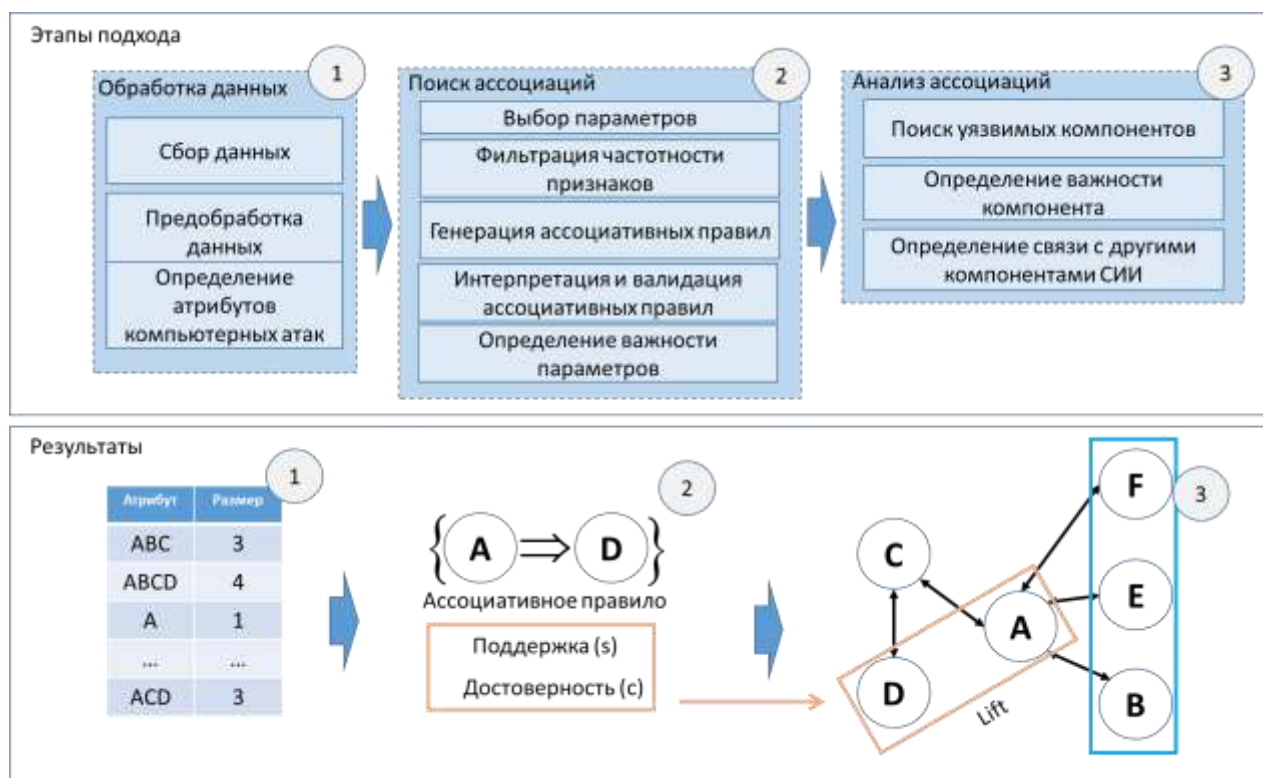 Этапы подхода
1
Обработка данных
Сбор данных
Предобработка
данных
Определение
атрибутов
компьютерных атак
2
Поиск ассоциаций
Выбор параметров
Фильтрация частотности
признаков
Генерация ассоциативных правил
Интерпретация и валидация
ассоциативных правил
Определение важности
параметров
3
Анализ ассоциаций
Поиск уязвимых компонентов
Определение важности
компонента
Определение связи с другими
компонентами СИИ
Результаты
1
Атрибут Размер
ABC 3
ABCD 4
A 1
... ...
ACD 3
2
{ A ⇒ D }
Ассоциативное правило
Поддержка (s)
Достоверность (c)
3
F
C
E
A
D
B
Lift